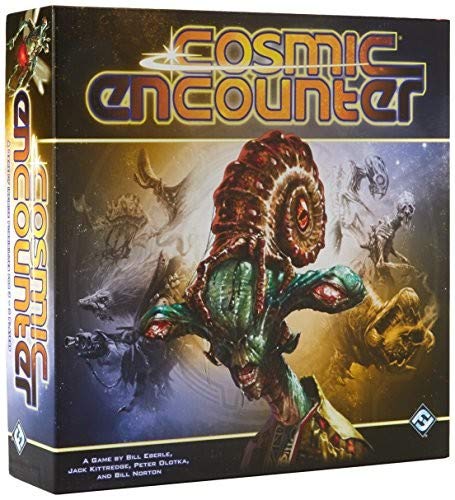 COSMIC
encounter
COSMIC
encounter
A GAME BY BILL EBERLE,
JACK KITTREDGE, PETER OLOTKA,
AND BILL NORTON